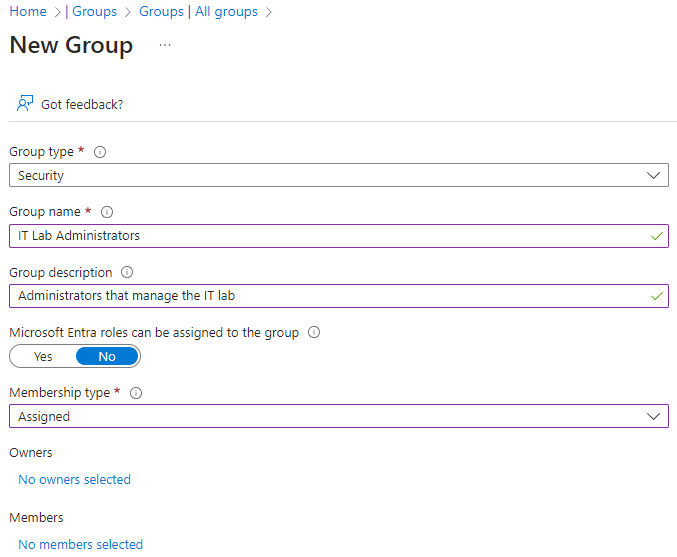 Home > | Groups > Groups | All groups >
New Group ...
Got feedback?
Group type *
Security
Group name *
IT Lab Administrators
Group description
Administrators that manage the IT lab
Microsoft Entra roles can be assigned to the group
Yes No
Membership type *
Assigned
Owners
No owners selected
Members
No members selected